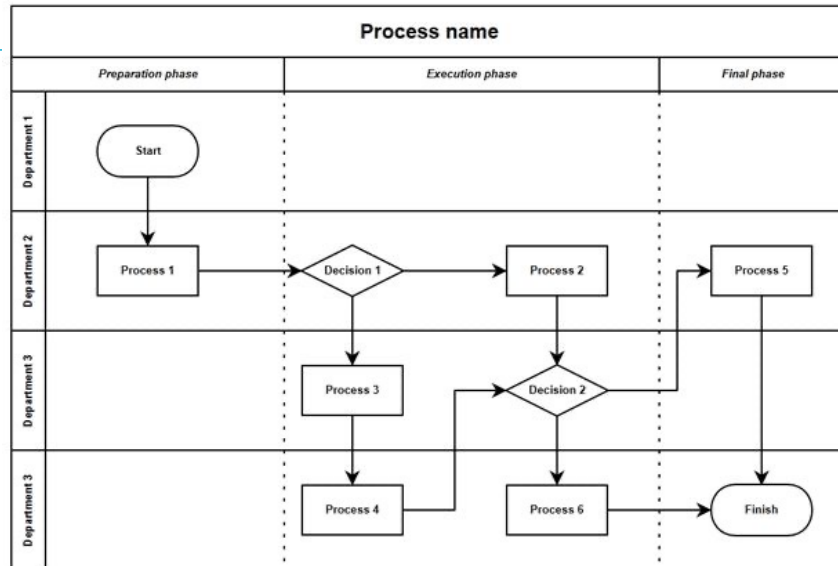 Process name
Preparation phase
Execution phase
Final phase
Department 1
Start
Department 2
Process 1
Decision 1
Process 2
Process 5
Department 3
Process 3
Decision 2
Department 3
Process 4
Process 6
Finish